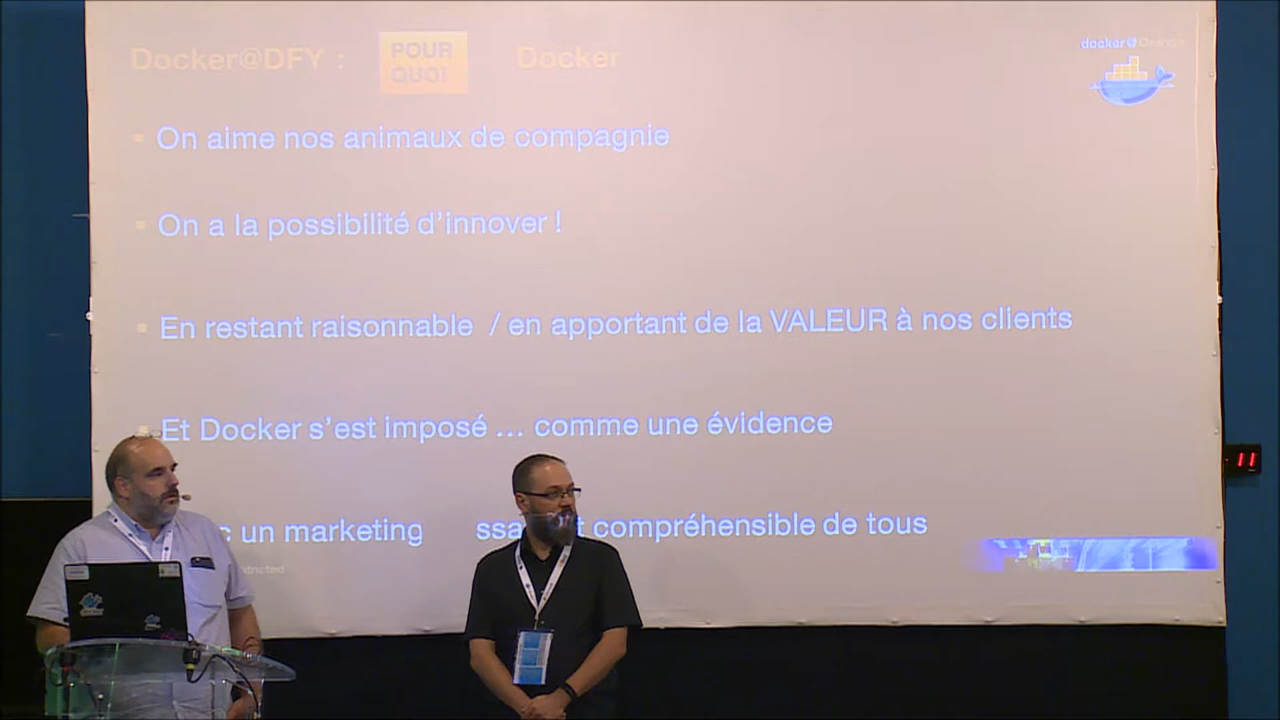 Docker@DFY : POUR QUOI Docker
docker@Orange
On aime nos animaux de compagnie
On a la possibilité d'innover !
En restant raisonnable / en apportant de la VALEUR à nos clients
Et Docker s'est imposé ... comme une évidence
un marketing compréhensible de tous
11